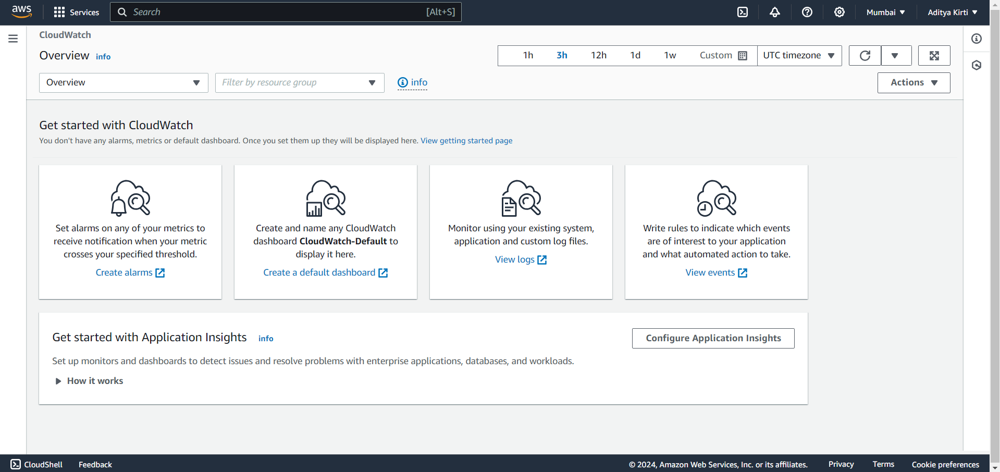 aws
Services
Search
[Alt+S]
Mumbai
Aditya Kirti
CloudWatch
Overview info
1h 3h 12h 1d 1w Custom
UTC timezone
Overview
Filter by resource group
info
Actions
Get started with CloudWatch
You don't have any alarms, metrics or default dashboard. Once you set them up they will be displayed here. View getting started page
Set alarms on any of your metrics to
receive notification when your metric
crosses your specified threshold.
Create alarms
Create and name any CloudWatch
dashboard CloudWatch-Default to
display it here.
Create a default dashboard
Monitor using your existing system,
application and custom log files.
View logs
Write rules to indicate which events
are of interest to your application
and what automated action to take.
View events
Get started with Application Insights info
Configure Application Insights
Set up monitors and dashboards to detect issues and resolve problems with enterprise applications, databases, and workloads.
How it works
CloudShell
Feedback
© 2024, Amazon Web Services, Inc. or its affiliates.
Privacy
Terms
Cookie preferences